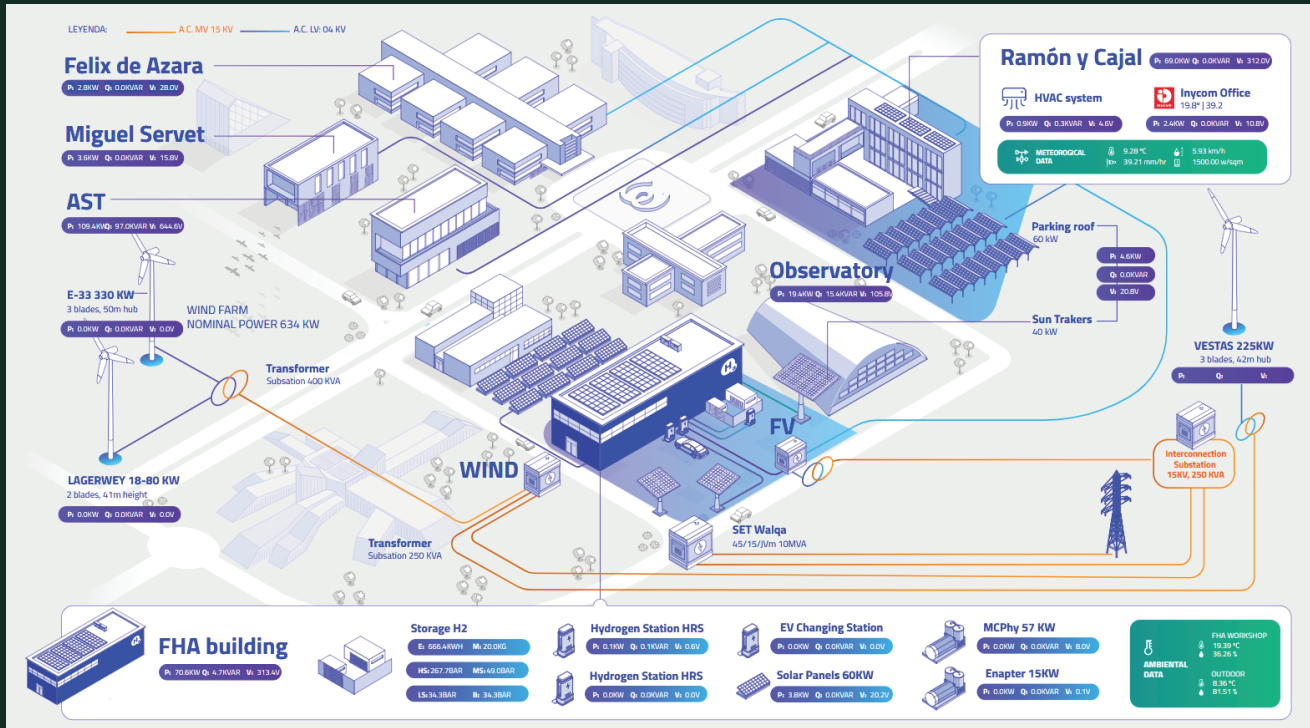 LEYENDA:
A.C. MV 15 KV
A.C. LV: 04 KV
Felix de Azara
P: 2.8KW Q: 0.0KVAR V: 28.0V
Miguel Servet
P: 3.6KW Q: 0.0KVAR V: 15.8V
AST
P: 109.4KW Q: 97.0KVAR V: 644.6V
E-33 330 KW
3 blades, 50m hub
P: 0.0KW Q: 0.0KVAR V: 0.0V
WIND FARM
NOMINAL POWER 634 KW
Transformer
Subsation 400 KVA
LAGERWEY 18-80 KW
2 blades, 41m height
P: 0.0KW Q: 0.0KVAR V: 0.0V
Ramón y Cajal
P: 69.0KW Q: 0.0KVAR V: 312.0V
HVAC system
P: 0.9KW Q: 0.3KVAR V: 4.6V
inycom
Inycom Office
19.8° | 39.2
P: 2.4KW Q: 0.0KVAR V: 10.8V
METEOROGICAL
DATA
9.28 ºC
39.21 mm/hr
5.93 km/h
1500.00 w/sqm
Parking roof
60 kW
P: 4.6KW
Q: 0.0KVAR
V: 20.8V
Sun Trakers
40 kW
Observatory
P: 19.4KW Q: 15.4KVAR V: 105.8V
VESTAS 225KW
3 blades, 42m hub
P: Q: V:
H2
FV
WIND
Interconnection
Substation
15KV, 250 KVA
Transformer
Subsation 250 KVA
SET Walqa
45/15/JVm 10MVA
FHA building
P: 70.6KW Q: 4.7KVAR V: 313.4V
Storage H2
E: 666.4KWH M: 20.0KG
HS: 267.7BAR MS: 49.0BAR
LS: 34.3BAR B: 34.3BAR
Hydrogen Station HRS
P: 0.1KW Q: 0.1KVAR V: 0.6V
Hydrogen Station HRS
P: 0.0KW Q: 0.0KVAR V: 0.0V
EV Changing Station
P: 0.0KW Q: 0.0KVAR V: 0.0V
Solar Panels 60KW
P: 3.8KW Q: 0.0KVAR V: 20.2V
MCPhy 57 KW
P: 0.0KW Q: 0.0KVAR V: 8.0V
Enapter 15KW
P: 0.0KW Q: 0.0KVAR V: 0.1V
AMBIENTAL
DATA
FHA WORKSHOP
19.39 ºC
36.26 %
OUTDOOR
8.36 ºC
81.51 %